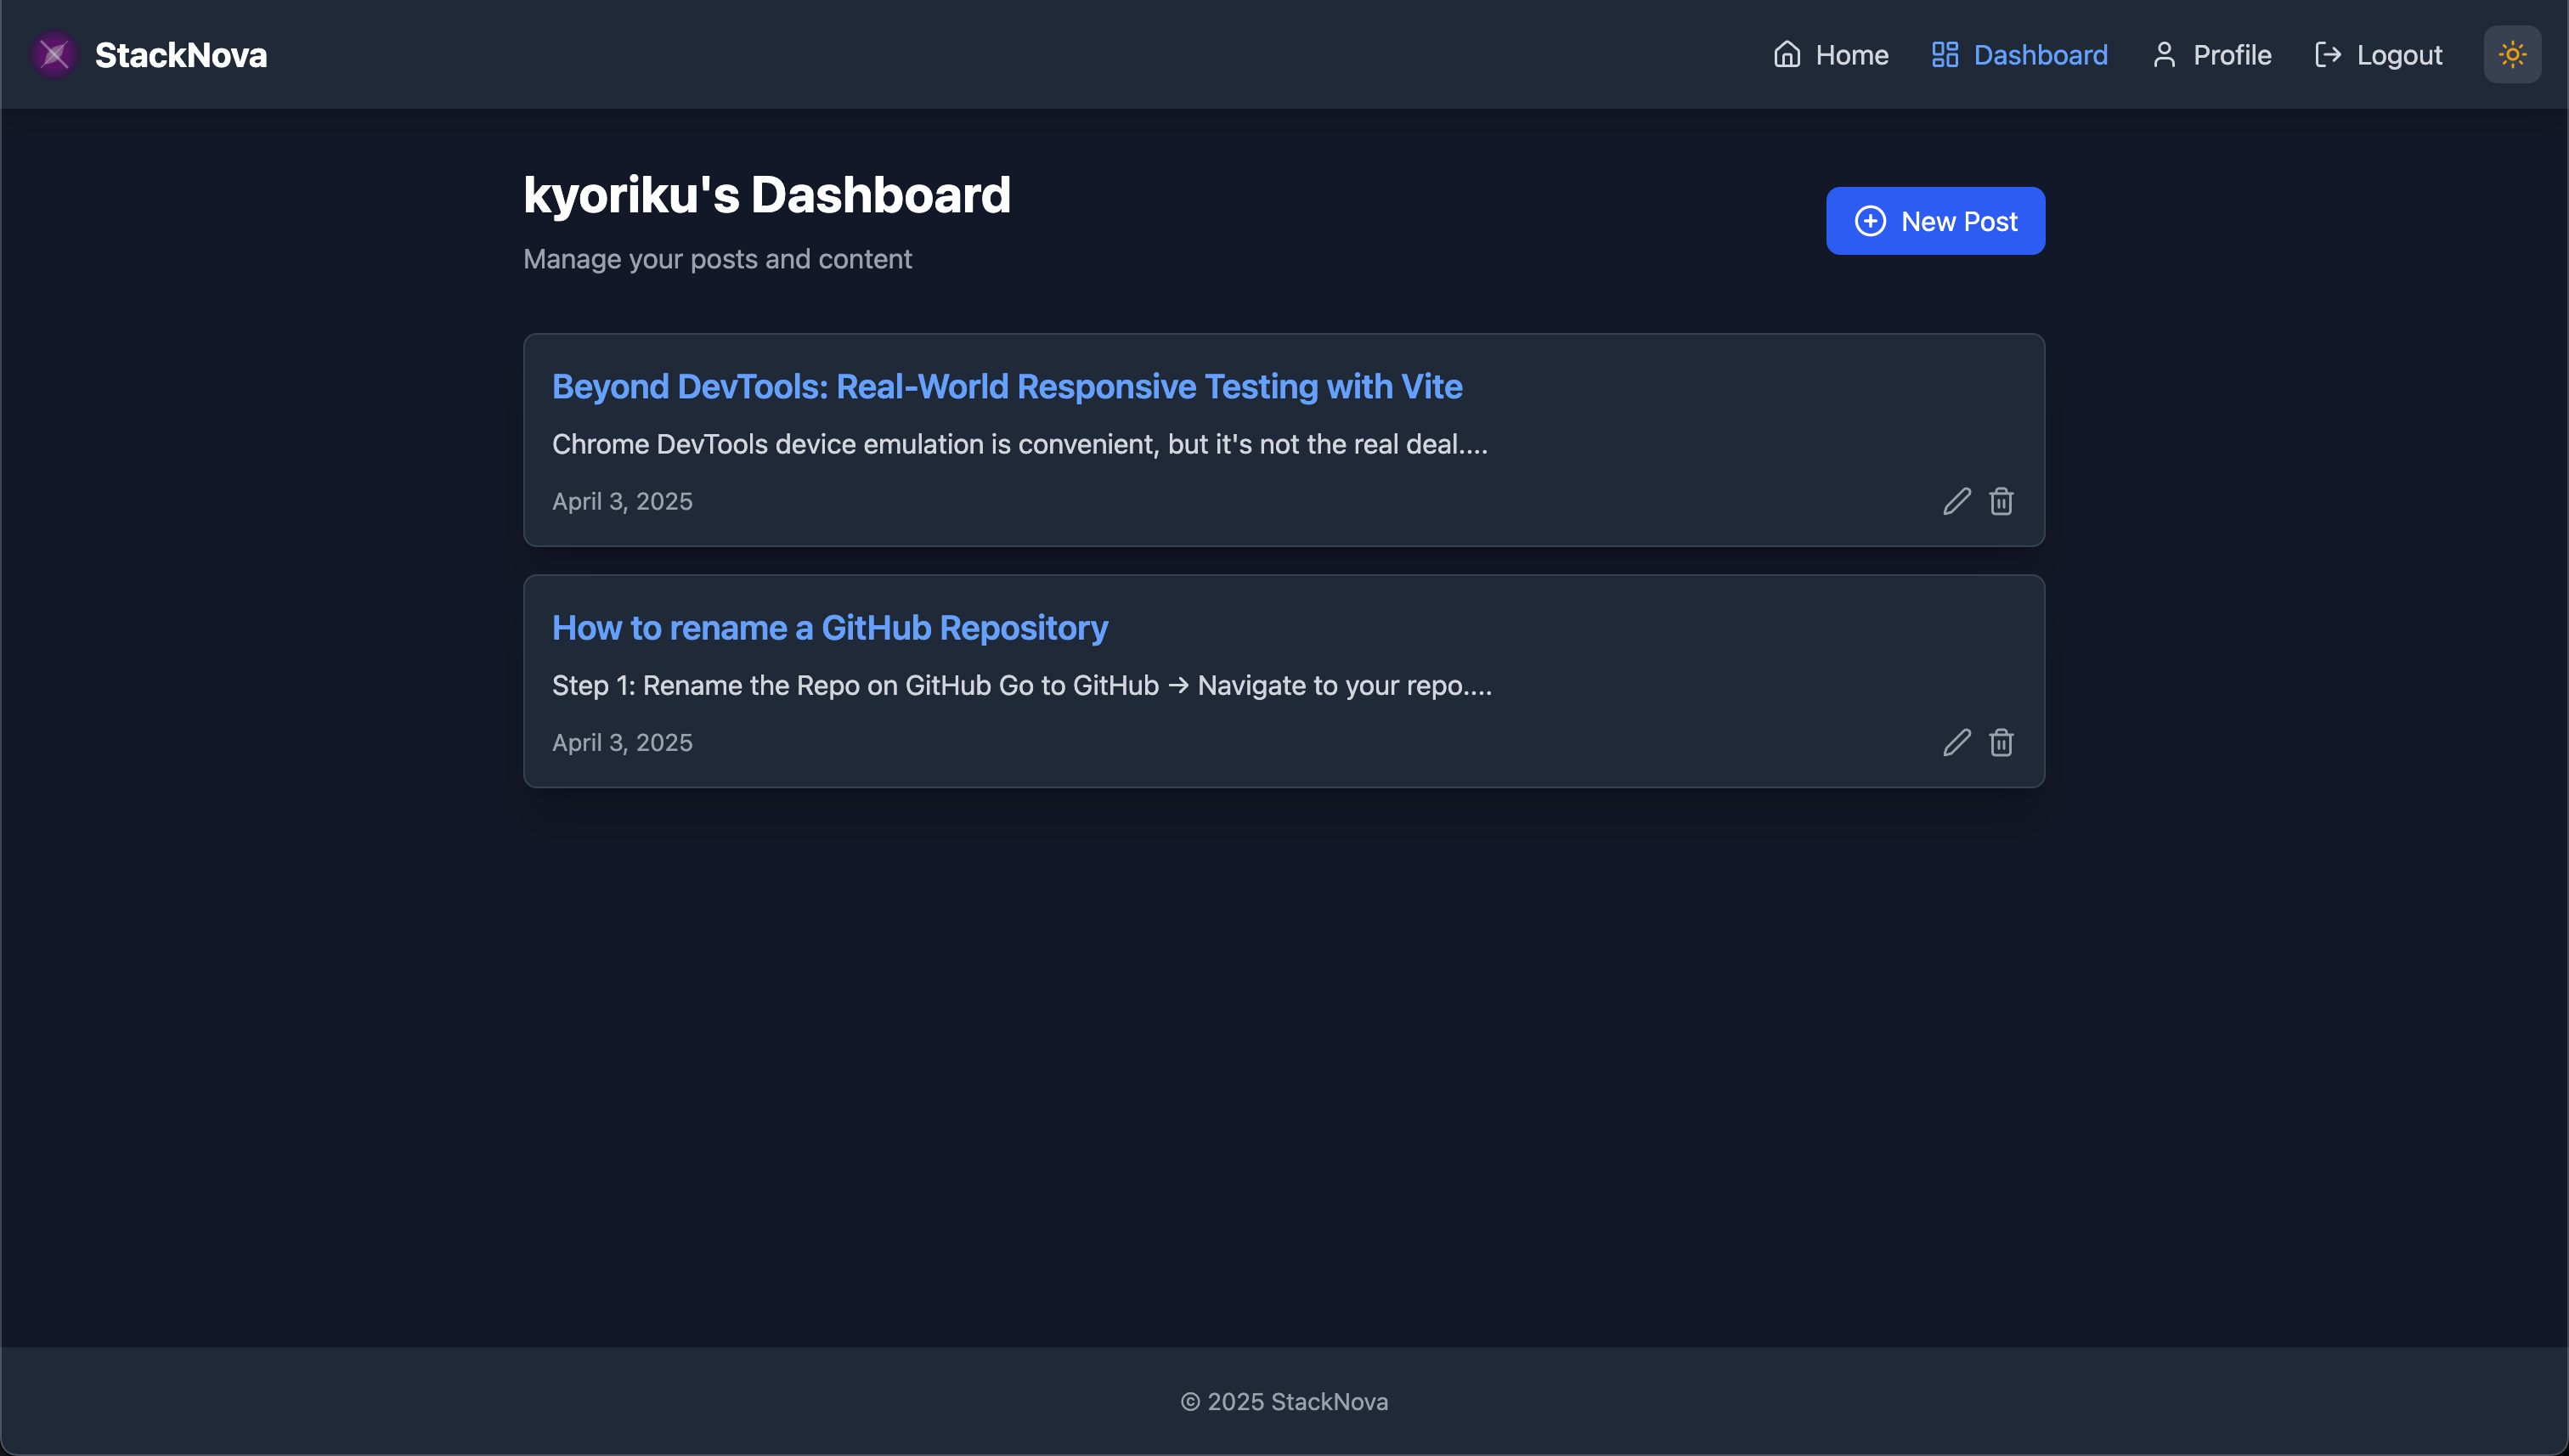 StackNova
Home
Dashboard
Profile
Logout
kyoriku's Dashboard
Manage your posts and content
New Post
Beyond DevTools: Real-World Responsive Testing with Vite
Chrome DevTools device emulation is convenient, but it's not the real deal....
April 3, 2025
How to rename a GitHub Repository
Step 1: Rename the Repo on GitHub Go to GitHub → Navigate to your repo....
April 3, 2025
© 2025 StackNova